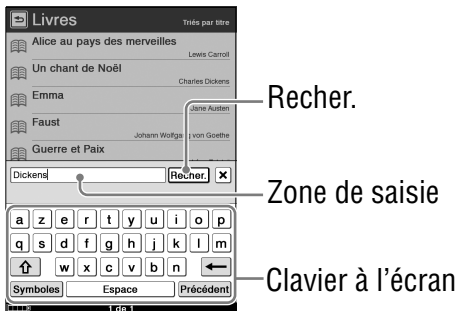 Livres Triés par titre
Alice au pays des merveilles
Lewis Carroll
Un chant de Noël
Charles Dickens
Emma
Jane Austen
Faust
Johann Wolfgang von Goethe
Guerre et Paix
Dickens Recher.
Recher.
Zone de saisie
a z e r t y u i o p
q s d f g h j k l m
w x c v b n
Symboles Espace Précédent
Clavier à l'écran
1 de 1